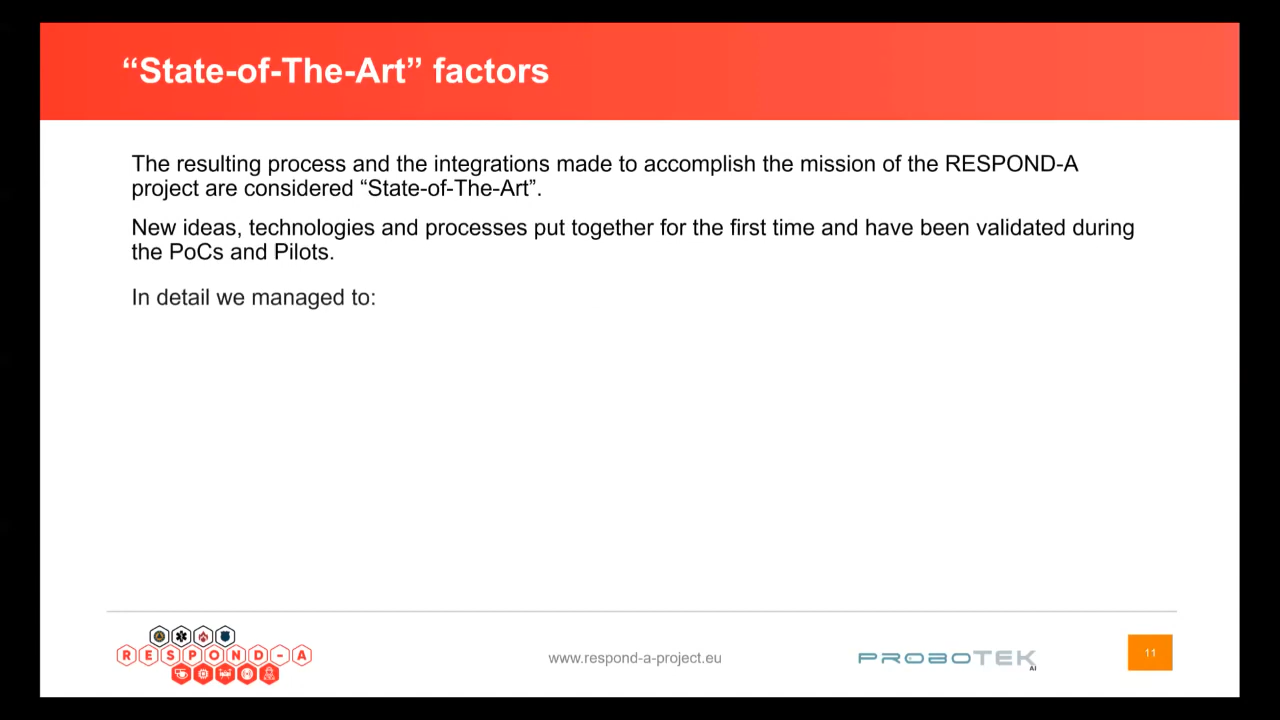 “State-of-The-Art” factors
The resulting process and the integrations made to accomplish the mission of the RESPOND-A
project are considered “State-of-The-Art”.
New ideas, technologies and processes put together for the first time and have been validated during
the PoCs and Pilots.
In detail we managed to:
RESPOND-A
www.respond-a-project.eu
PROBOTEK
AI
11